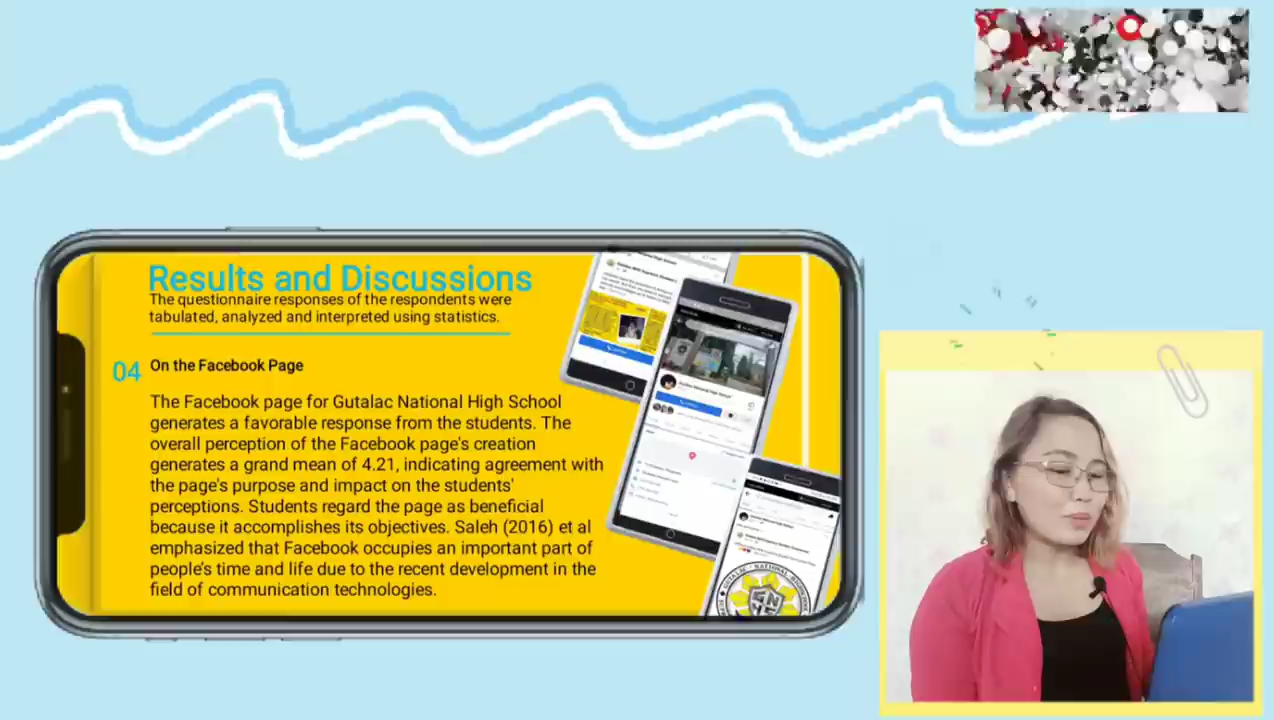 Results and Discussions
The questionnaire responses of the respondents were
tabulated, analyzed and interpreted using statistics.
04
On the Facebook Page
The Facebook page for Gutalac National High School
generates a favorable response from the students. The
overall perception of the Facebook page's creation
generates a grand mean of 4.21, indicating agreement with
the page's purpose and impact on the students'
perceptions. Students regard the page as beneficial
because it accomplishes its objectives. Saleh (2016) et al
emphasized that Facebook occupies an important part of
people's time and life due to the recent development in the
field of communication technologies.